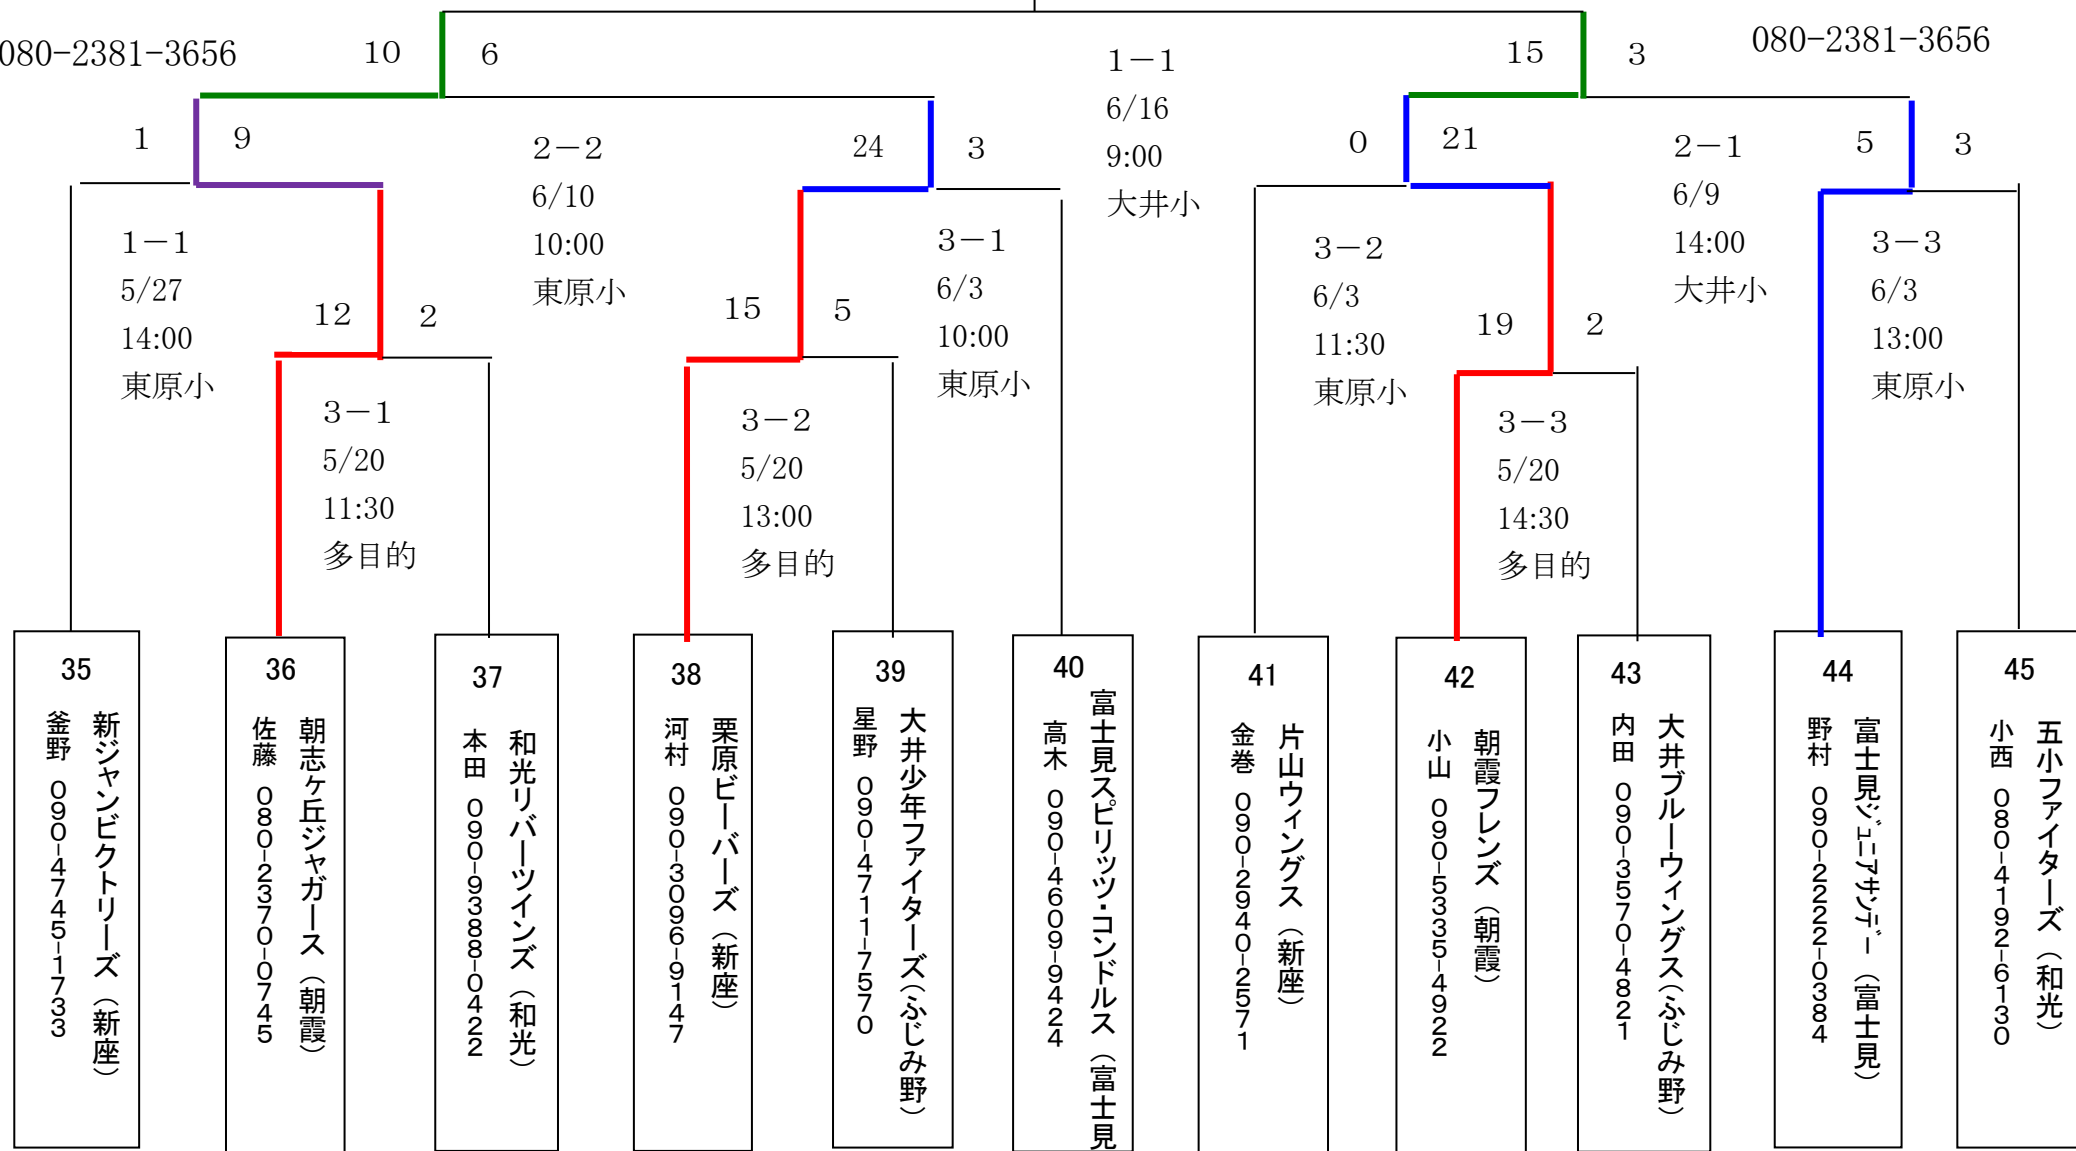 080-2381-3656
10
6
15
3
080-2381-3656
1
9
24
3
0
21
5
3
1－1
6/16
9:00
大井小
2－2
6/10
10:00
東原小
2－1
6/9
14:00
大井小
1－1
5/27
14:00
東原小
3－1
6/3
10:00
東原小
3－2
6/3
11:30
東原小
3－3
6/3
13:00
東原小
12
2
15
5
19
2
3－1
5/20
11:30
多目的
3－2
5/20
13:00
多目的
3－3
5/20
14:30
多目的
35
新ジャンビクトリーズ（新座）
釜野 090-4745-1733
36
朝志ヶ丘ジャガース（朝霞）
佐藤 080-2370-0745
37
和光リバーツインズ（和光）
本田 090-9388-0422
38
栗原ビーバーズ（新座）
河村 090-3096-9147
39
大井少年ファイターズ（ふじみ野）
星野 090-4711-7570
40
富士見スピリッツ・コンドルス（富士見
高木 090-4609-9424
41
片山ウィングス（新座）
金巻 090-2940-2571
42
朝霞フレンズ（朝霞）
小山 090-5335-4922
43
大井ブルーウィングス（ふじみ野）
内田 090-3570-4821
44
富士見ｼﾞｭﾆｱｻﾝﾃﾞｰ（富士見）
野村 090-2222-0384
45
五小ファイターズ（和光）
小西 080-4192-6130